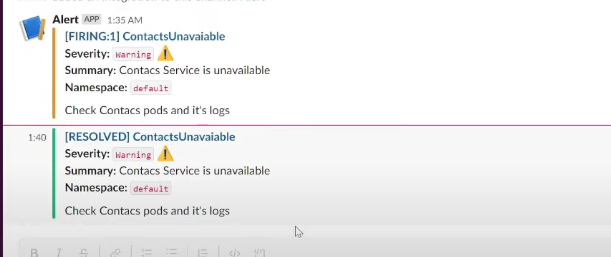 Alert APP 1:35 AM
[FIRING:1] ContactsUnavaiable
Severity: Warning
Summary: Contacs Service is unavailable
Namespace: default
Check Contacs pods and it's logs
1:40 [RESOLVED] ContactsUnavaiable
Severity: Warning
Summary: Contacs Service is unavailable
Namespace: default
Check Contacs pods and it's logs